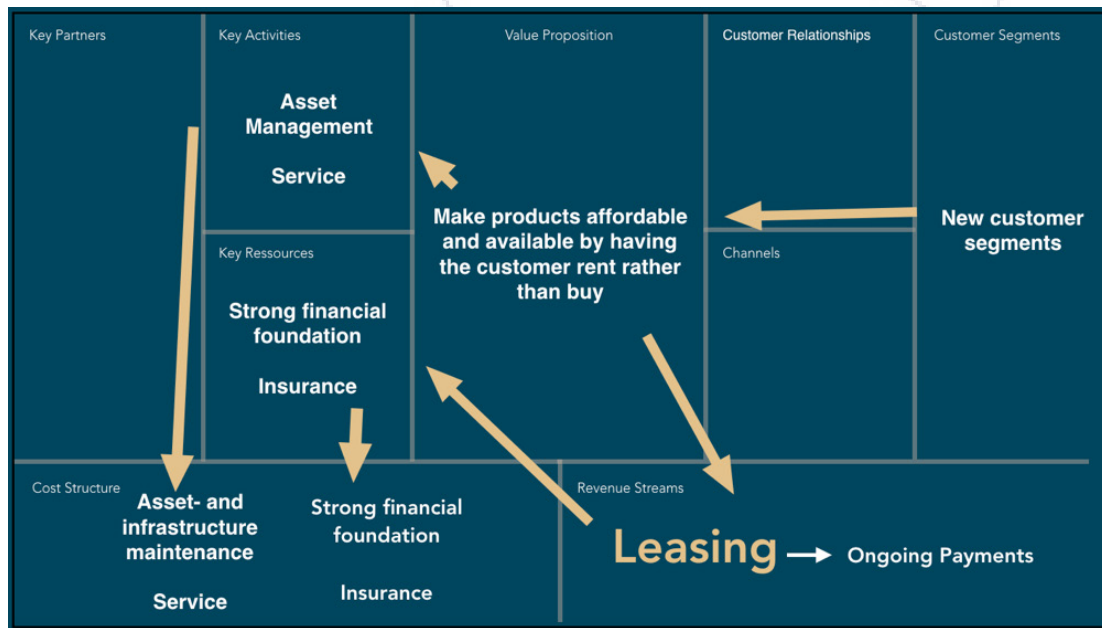 Key Partners
Key Activities
Asset
Management
Service
Key Ressources
Strong financial
foundation
Insurance
Value Proposition
Make products affordable
and available by having
the customer rent rather
than buy
Customer Relationships
Channels
Customer Segments
New customer
segments
Cost Structure
Asset- and
infrastructure
maintenance
Service
Strong financial
foundation
Insurance
Revenue Streams
Leasing
Ongoing Payments